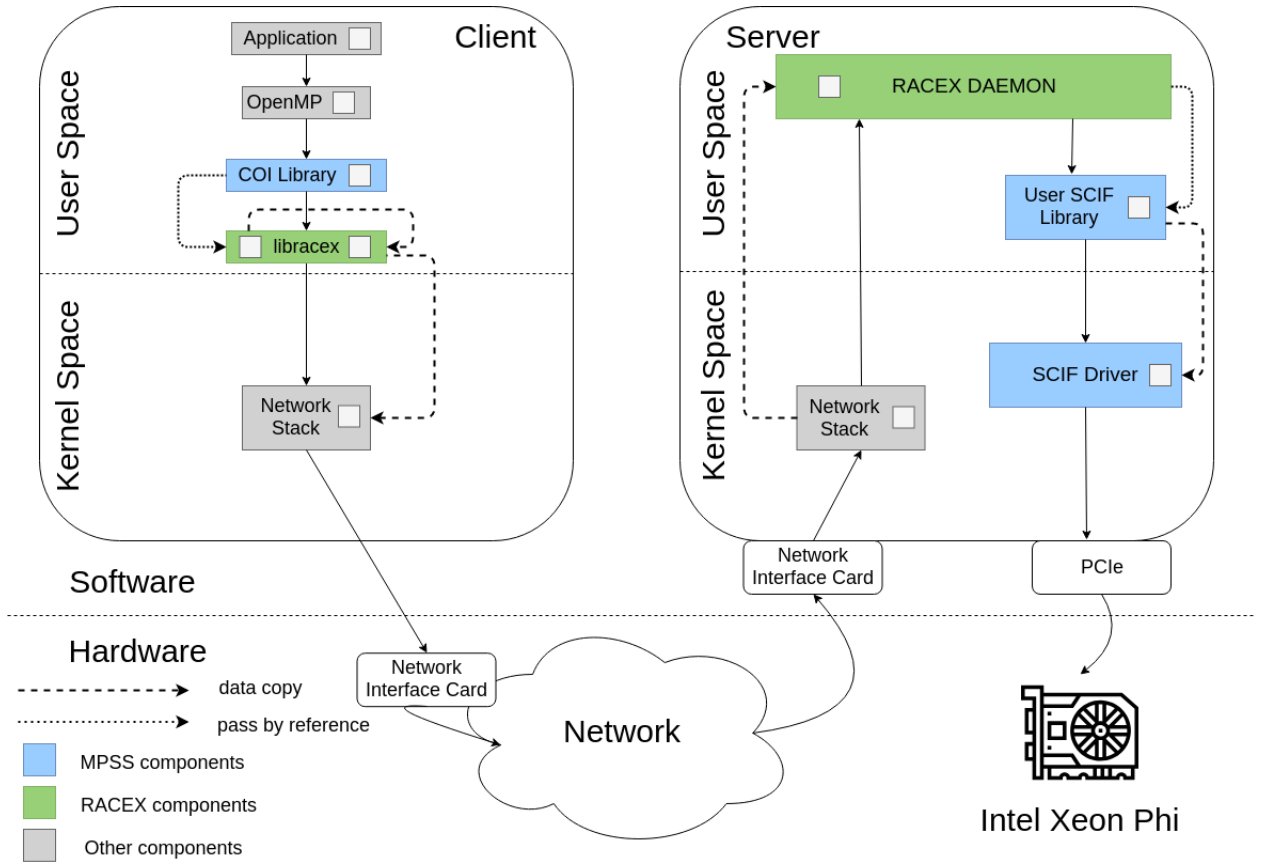 Client
Application
OpenMP
COI Library
libracex
User Space
Kernel Space
Network
Stack
Server
RACEX DAEMON
User SCIF
Library
User Space
Kernel Space
SCIF Driver
Network
Stack
Network
Interface Card
PCIe
Software
Hardware
Network
Interface Card
Network
Intel Xeon Phi
data copy
pass by reference
MPSS components
RACEX components
Other components